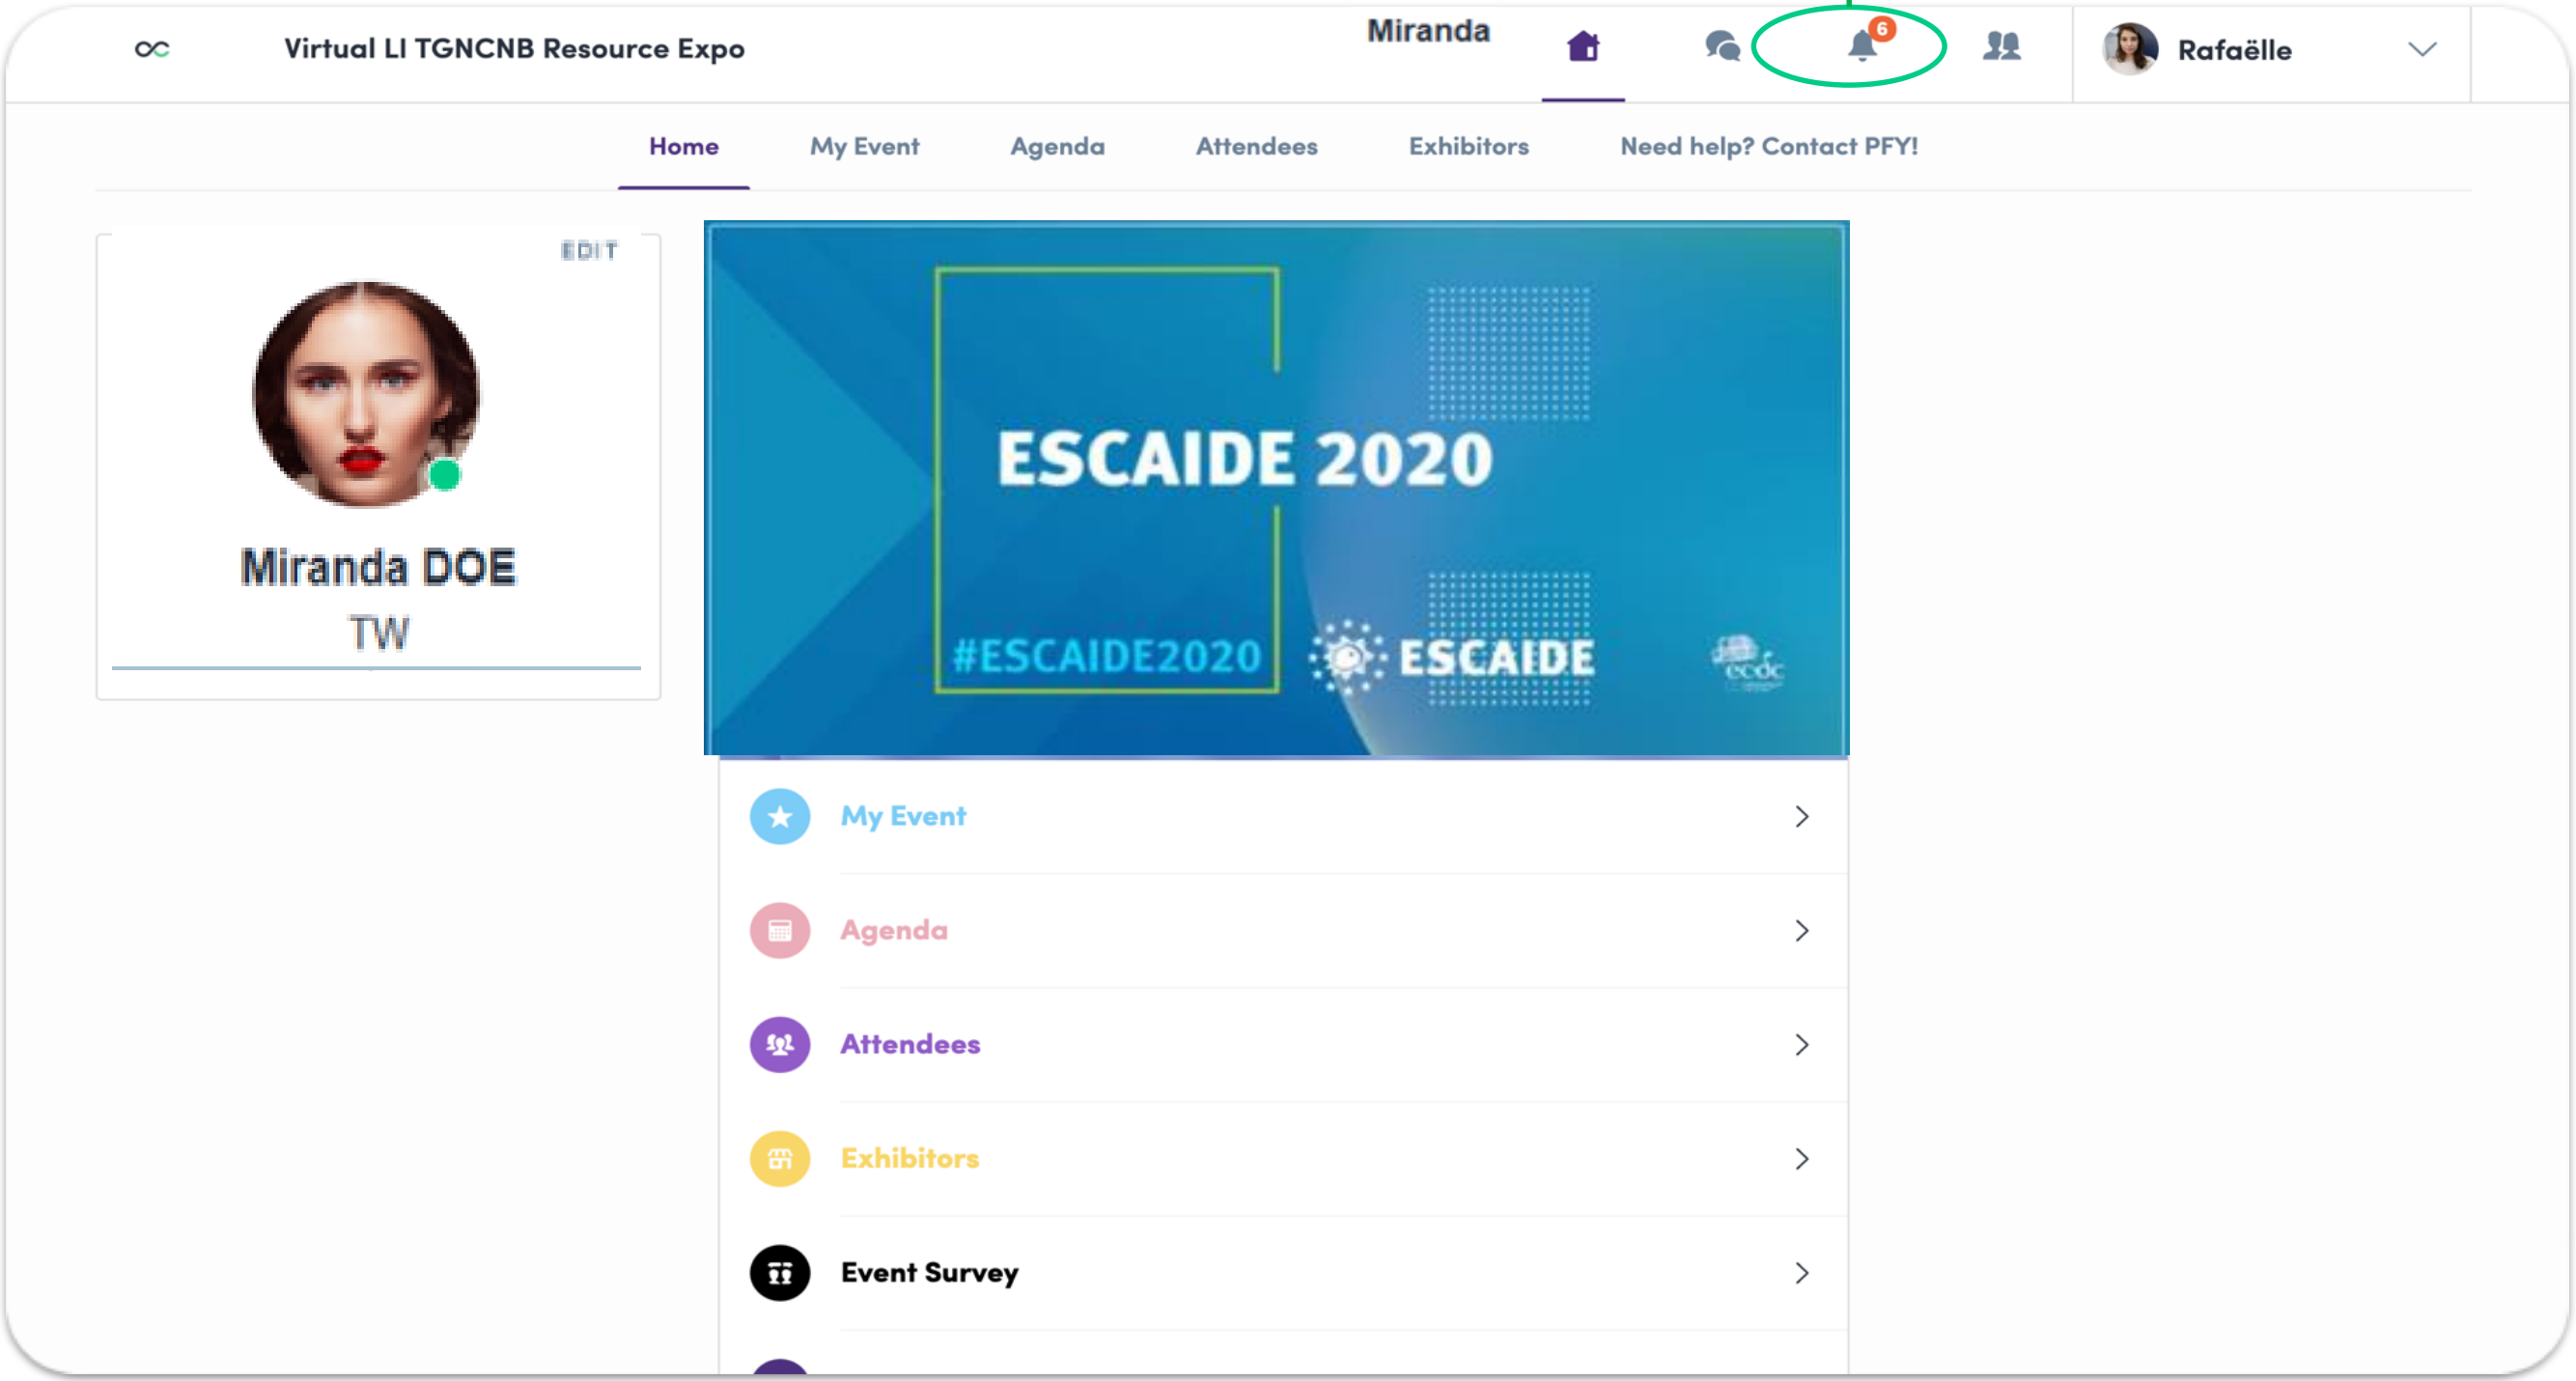 Virtual LI TGNCNB Resource Expo
Miranda
6
Rafaëlle
Home My Event Agenda Attendees Exhibitors Need help? Contact PFY!
EDIT
Miranda DOE
TW
ESCAIDE 2020
#ESCAIDE2020
ESCAIDE
ecdc
My Event
Agenda
Attendees
Exhibitors
Event Survey